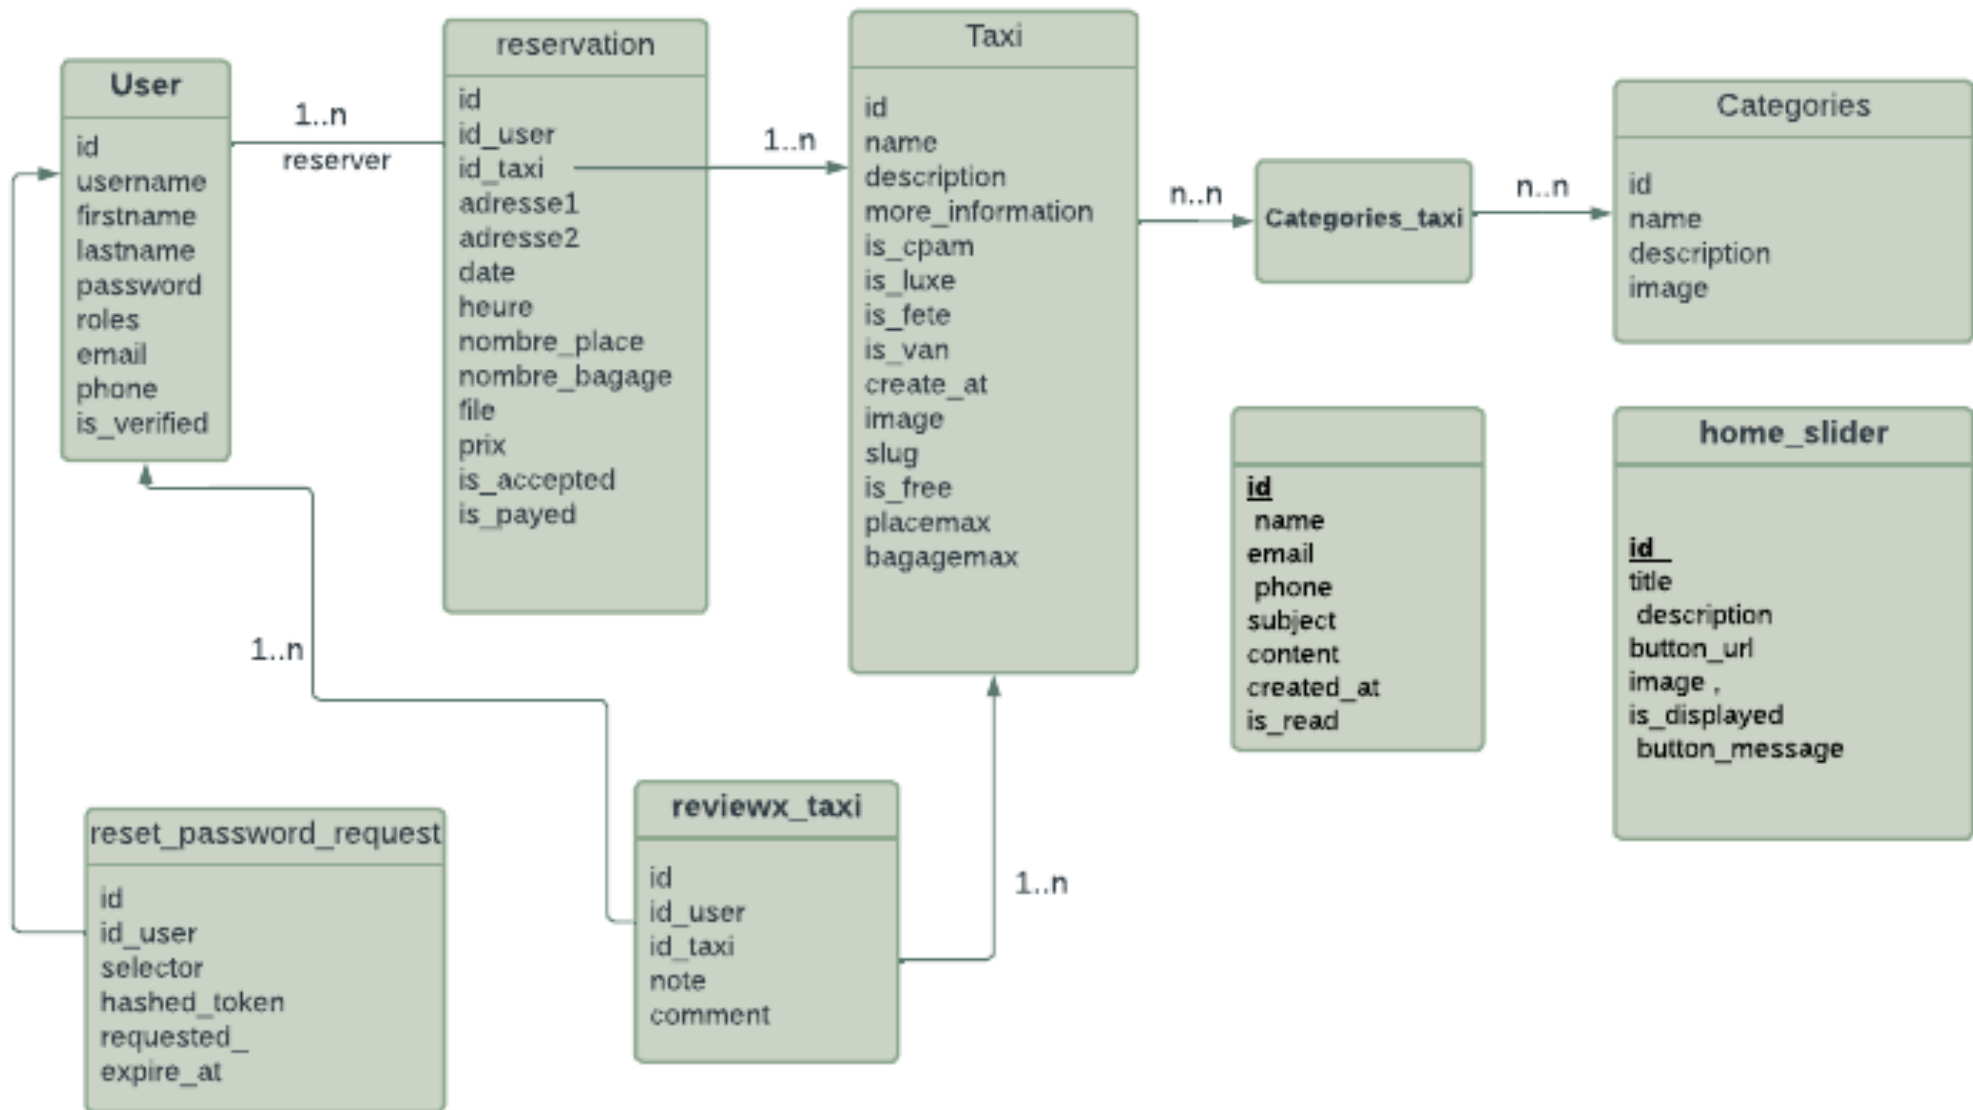 User
id
username
firstname
lastname
password
roles
email
phone
is_verified
1..n
reserver
reservation
id
id_user
id_taxi
adresse1
adresse2
date
heure
nombre_place
nombre_bagage
file
prix
is_accepted
is_payed
1..n
Taxi
id
name
description
more_information
is_cpam
is_luxe
is_fete
is_van
create_at
image
slug
is_free
placemax
bagagemax
n..n
Categories_taxi
n..n
Categories
id
name
description
image
id
name
email
phone
subject
content
created_at
is_read
home_slider
id_
title
description
button_url
image ,
is_displayed
button_message
1..n
reset_password_request
id
id_user
selector
hashed_token
requested_
expire_at
reviewx_taxi
id
id_user
id_taxi
note
comment
1..n